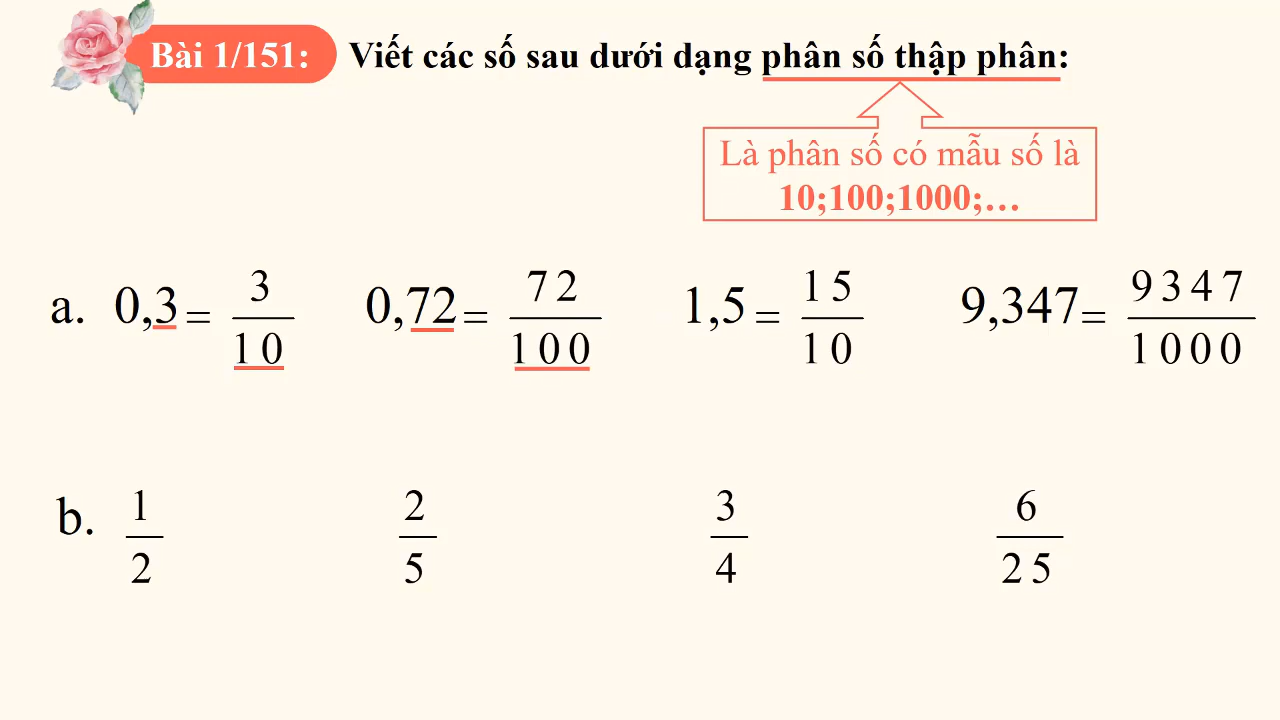 Bài 1/151: Viết các số sau dưới dạng phân số thập phân:
Là phân số có mẫu số là
10;100;1000;…
a. 0,3 = 3/10 0,72 = 72/100 1,5 = 15/10 9,347 = 9347/1000
b. 1/2 2/5 3/4 6/25